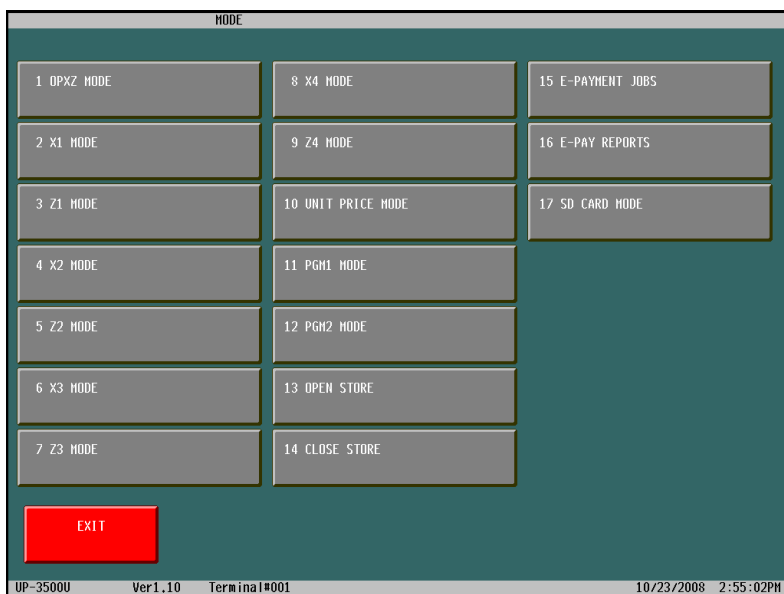 MODE
1 OPXZ MODE
2 X1 MODE
3 Z1 MODE
4 X2 MODE
5 Z2 MODE
6 X3 MODE
7 Z3 MODE
8 X4 MODE
9 Z4 MODE
10 UNIT PRICE MODE
11 PGM1 MODE
12 PGM2 MODE
13 OPEN STORE
14 CLOSE STORE
15 E-PAYMENT JOBS
16 E-PAY REPORTS
17 SD CARD MODE
EXIT
UP-3500U Ver1.10 Terminal#001 10/23/2008 2:55:02PM